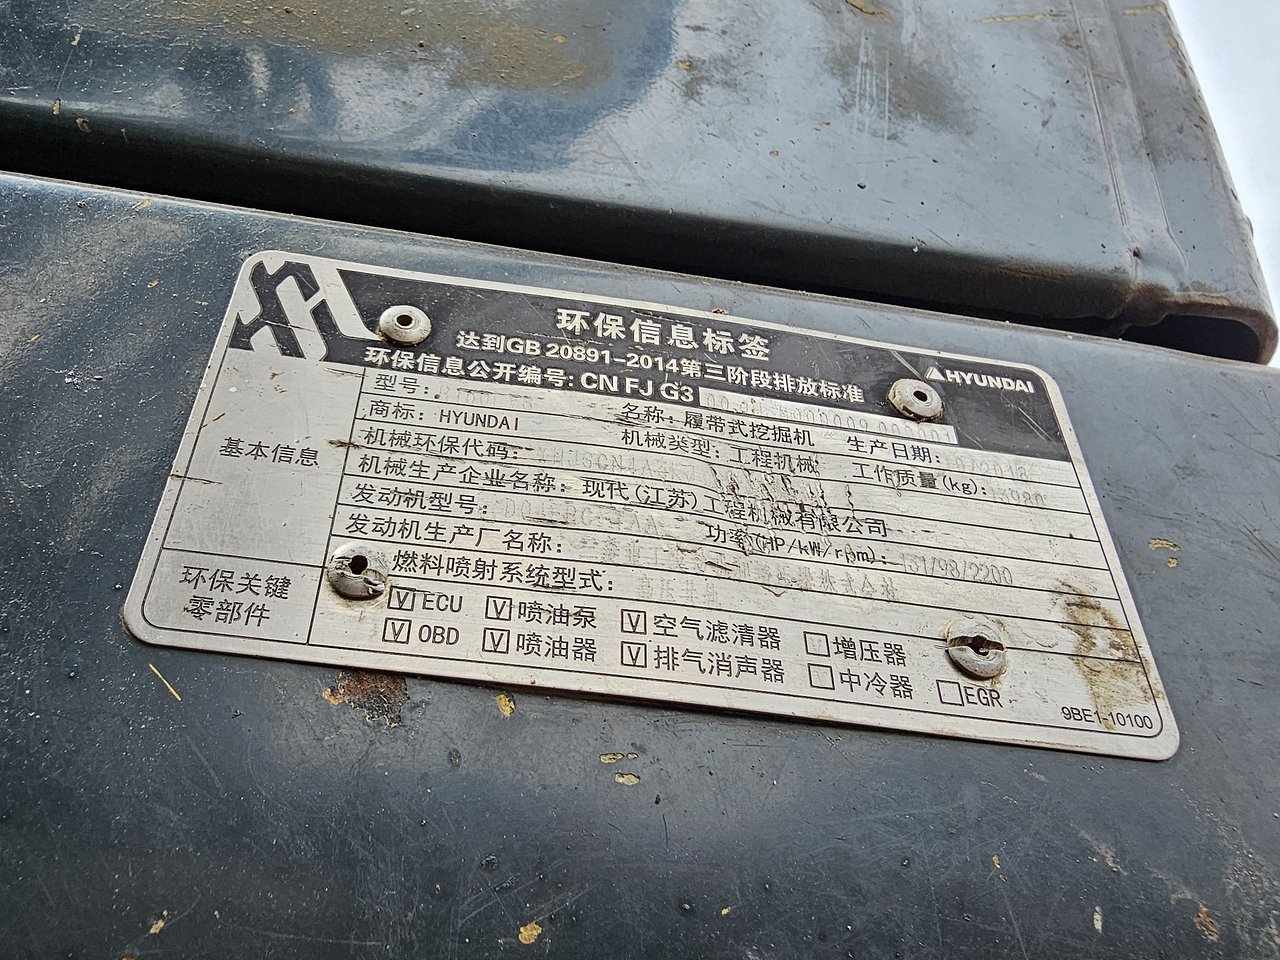 环保信息标签
达到GB 20891-2014第三阶段排放标准
HYUNDAI
环保信息公开编号: CN FJ G3
基本信息
型号: 名称: 履带式挖掘机 生产日期: 10/2018
商标: HYUNDAI 机械类型: 工程机械 工作质量(kg): 13980
机械环保代码:
机械生产企业名称: 现代(江苏)工程机械有限公司
发动机型号: 功率(HP/kW/rpm): 131/98/2200
发动机生产厂名称:
燃料喷射系统型式:
环保关键
零部件
V ECU V 喷油泵 V 空气滤清器 增压器
V OBD V 喷油器 V 排气消声器 中冷器 EGR
9BE1-10100